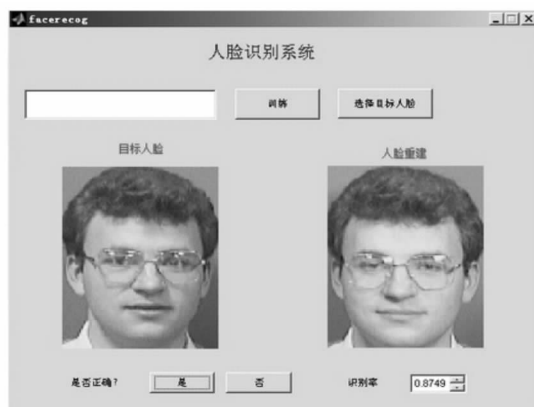 facerecog
人脸识别系统
训练 选择目标人脸
目标人脸 人脸重建
是否正确? 是 否 识别率 0.8749